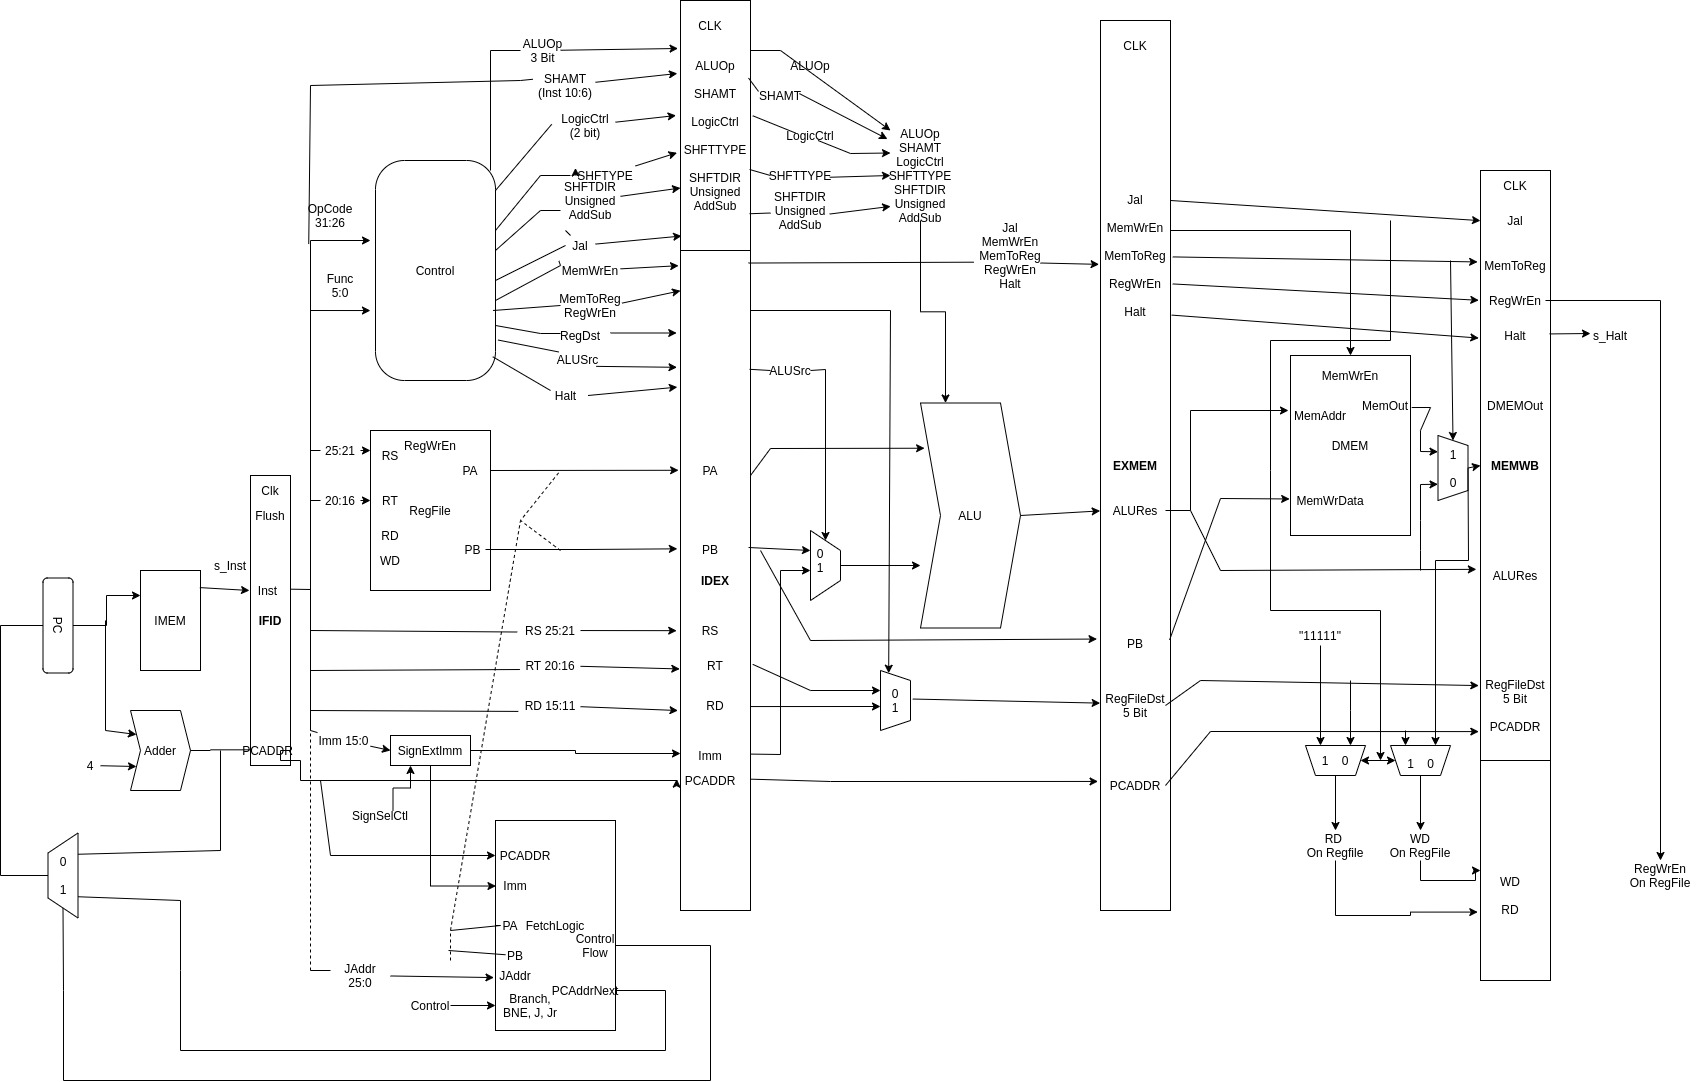 CLK
ALUOp
SHAMT
LogicCtrl
SHFTTYPE
SHFTDIR
Unsigned
AddSub
ALUOp
3 Bit
SHAMT
(Inst 10:6)
LogicCtrl
(2 bit)
SHFTYPE
SHFTDIR
Unsigned
AddSub
Jal
MemWrEn
MemToReg
RegWrEn
RegDst
ALUSrc
Halt
OpCode
31:26
Func
5:0
Control
ALUOp
SHAMT
LogicCtrl
SHFTTYPE
SHFTDIR
Unsigned
AddSub
ALUOp
SHAMT
LogicCtrl
SHFTTYPE
SHFTDIR
Unsigned
AddSub
Jal
MemWrEn
MemToReg
RegWrEn
Halt
CLK
Jal
MemWrEn
MemToReg
RegWrEn
Halt
CLK
Jal
MemToReg
RegWrEn
Halt
s_Halt
DMEMOut
MEMWB
ALURes
RegFileDst
5 Bit
PCADDR
WD
RD
MemWrEn
MemAddr
MemOut
DMEM
MemWrData
1
0
EXMEM
ALURes
PB
RegFileDst
5 Bit
PCADDR
"11111"
1 0
1 0
RD
On Regfile
WD
On RegFile
RegWrEn
On RegFile
ALUSrc
ALU
0
1
0
1
PA
PB
IDEX
RS
RT
RD
Imm
PCADDR
25:21
20:16
RegWrEn
RS
PA
RT
RegFile
RD
PB
WD
RS 25:21
RT 20:16
RD 15:11
Imm 15:0
SignExtImm
SignSelCtl
Clk
Flush
Inst
IFID
PCADDR
s_Inst
PC
IMEM
Adder
4
0
1
PCADDR
Imm
PA
FetchLogic
Control
Flow
PB
JAddr
PCAddrNext
Branch,
BNE, J, Jr
JAddr
25:0
Control